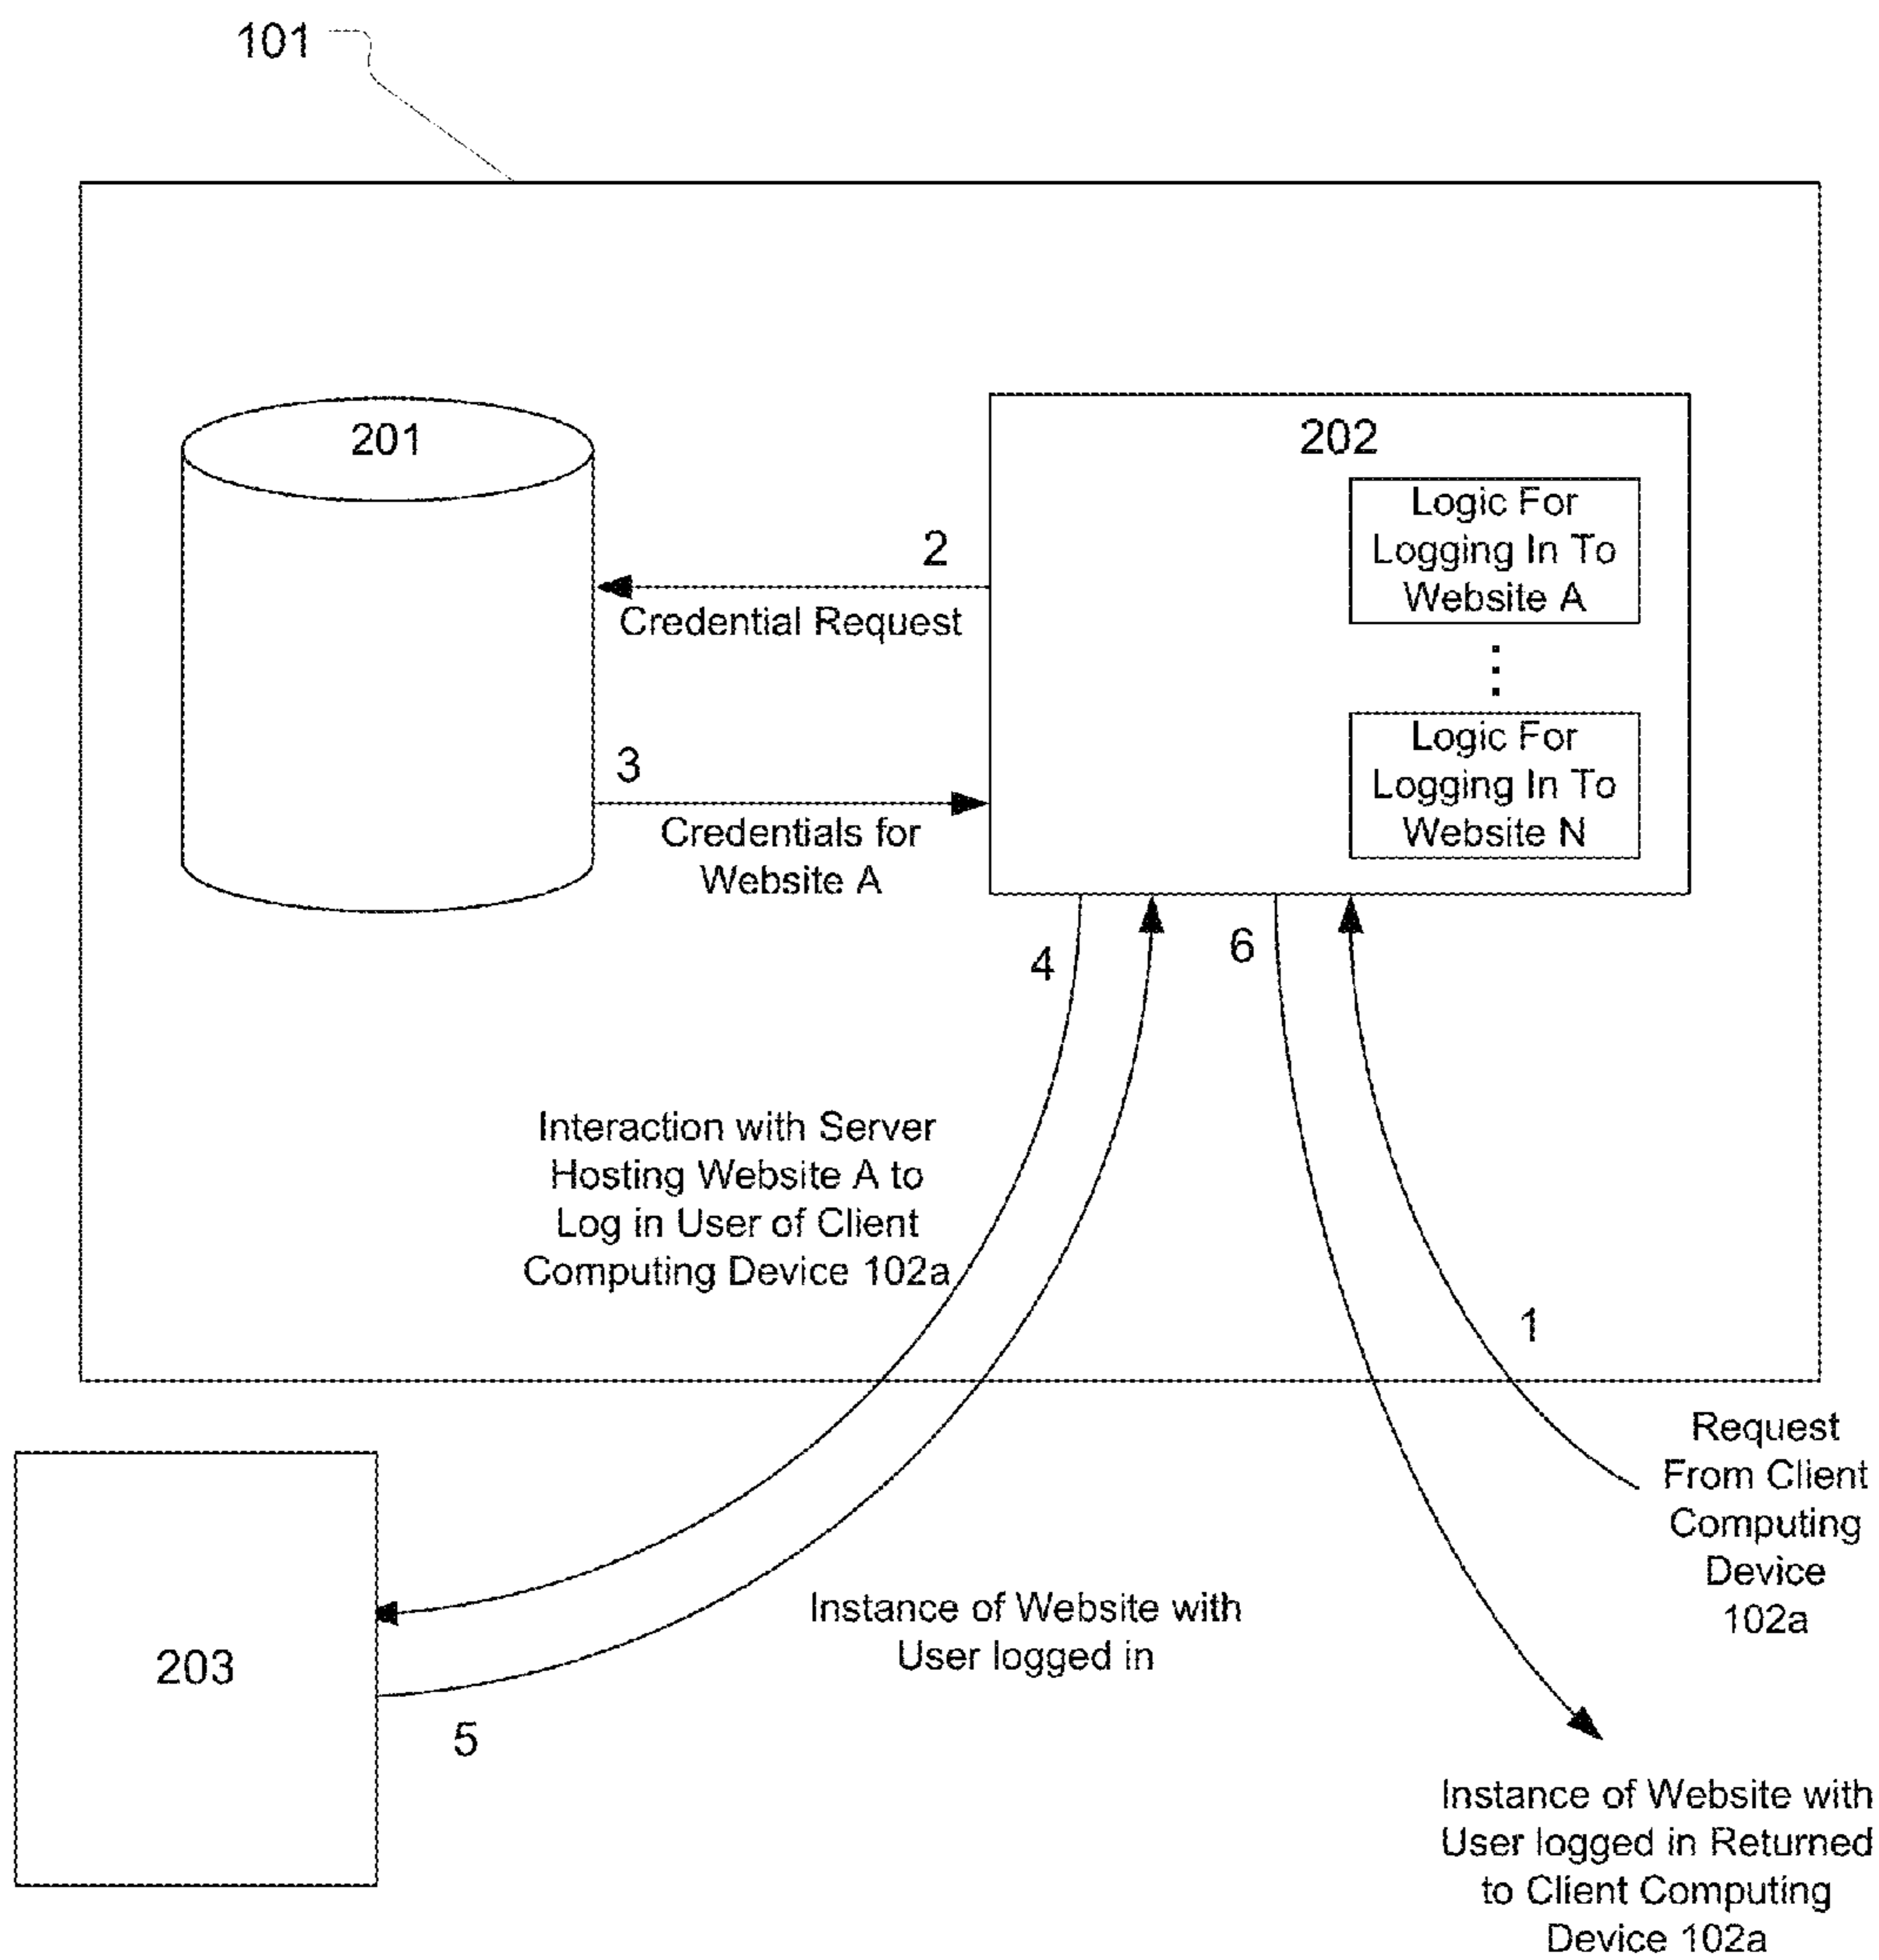 101
201
202
Logic For
Logging In To
Website A
2
Credential Request
Logic For
Logging In To
Website N
3
Credentials for
Website A
4
6
Interaction with Server
Hosting Website A to
Log in User of Client
Computing Device 102a
1
Request
From Client
Computing
Device
102a
203
Instance of Website with
User logged in
5
Instance of Website with
User logged in Returned
to Client Computing
Device 102a